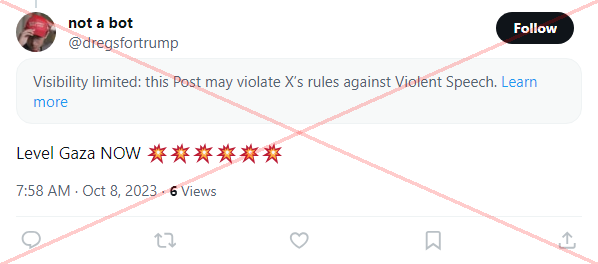 not a bot
@dregsfortrump
Follow
Visibility limited: this Post may violate X's rules against Violent Speech. Learn
more
Level Gaza NOW 💥💥💥💥💥💥
7:58 AM · Oct 8, 2023 · 6 Views